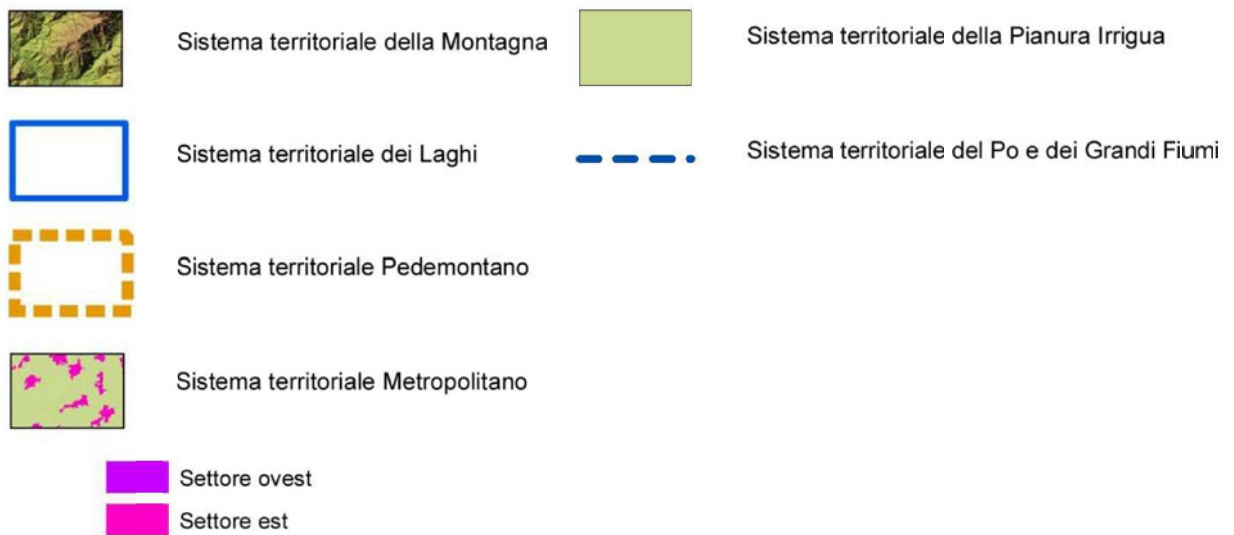 Sistema territoriale della Montagna
Sistema territoriale dei Laghi
Sistema territoriale Pedemontano
Sistema territoriale Metropolitano
Settore ovest
Settore est
Sistema territoriale della Pianura Irrigua
Sistema territoriale del Po e dei Grandi Fiumi